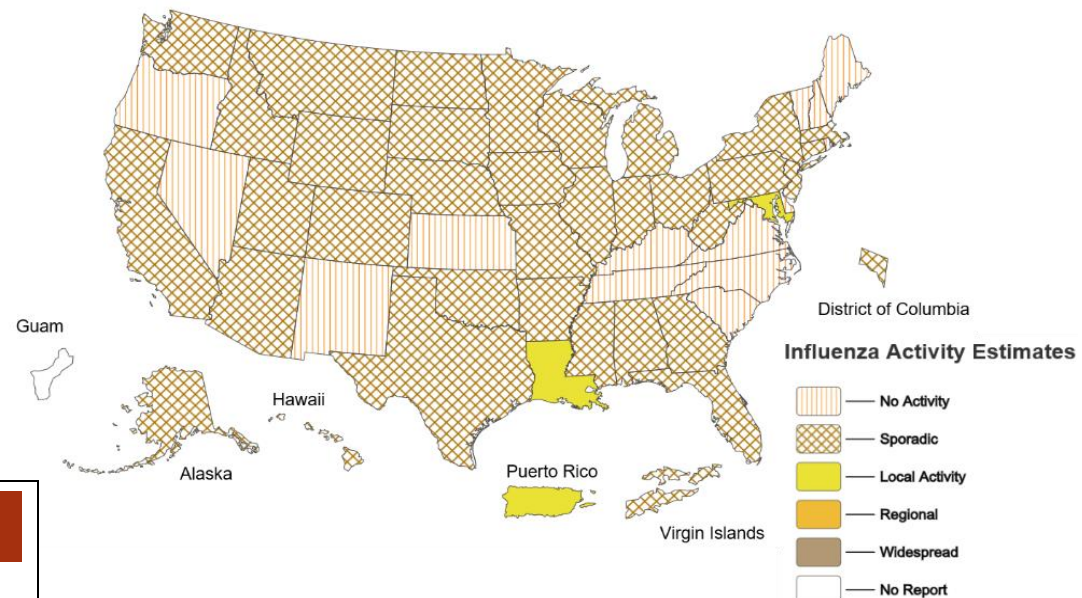 Guam
Alaska
Hawaii
Puerto Rico
Virgin Islands
District of Columbia
Influenza Activity Estimates
No Activity
Sporadic
Local Activity
Regional
Widespread
No Report